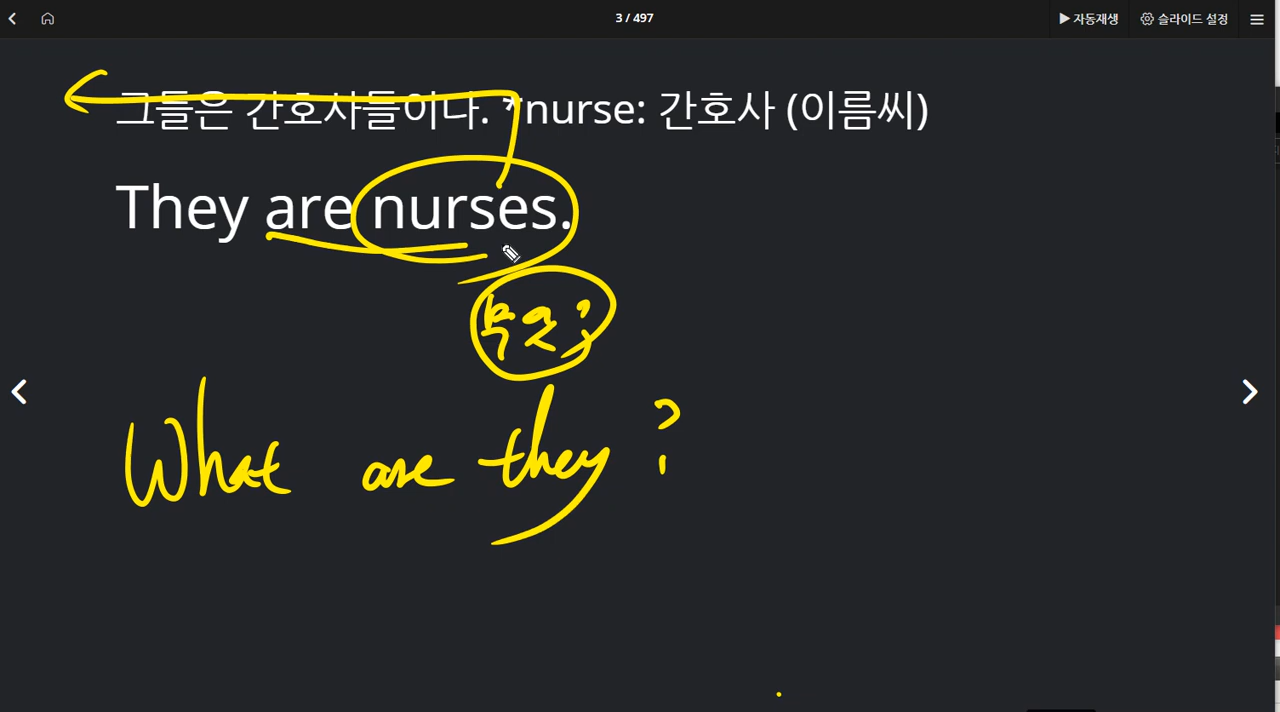 3 / 497
자동재생
슬라이드 설정
그들은 간호사들이다. *nurse: 간호사 (이름씨)
They are nurses.
What are they ?